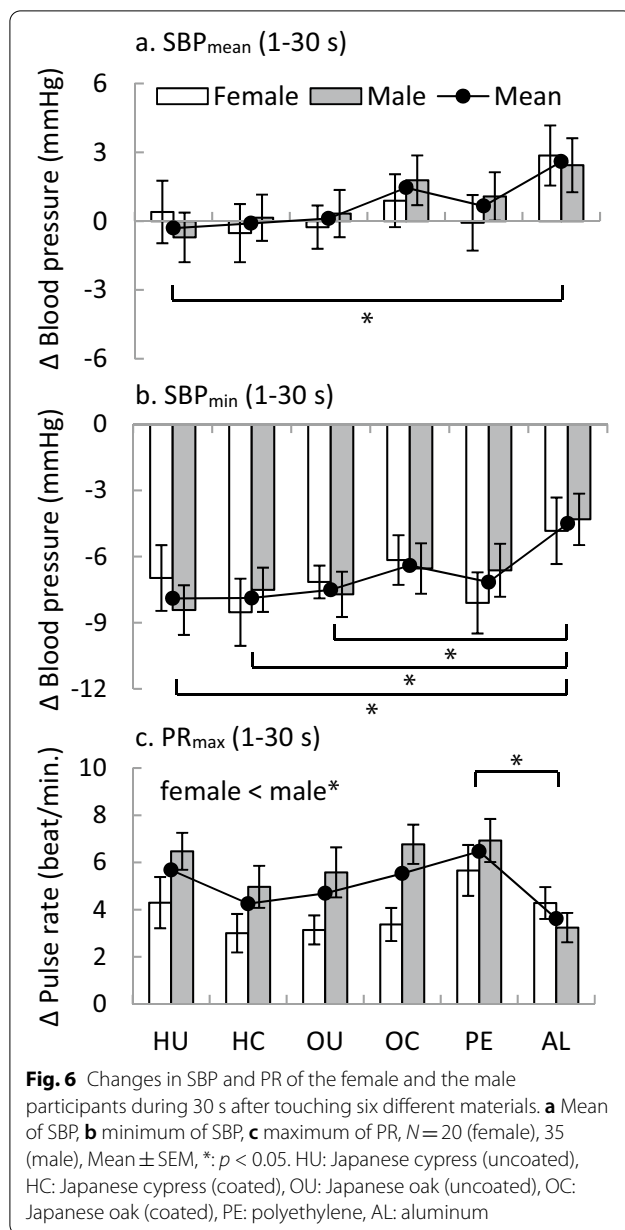 a. SBPmean (1-30 s)
6
Female Male Mean
3
0
-3
*
-6
Δ Blood pressure (mmHg)
b. SBPmin (1-30 s)
0
-3
-6
-9
*
*
-12
*
Δ Blood pressure (mmHg)
c. PRmax (1-30 s)
10
*
female < male*
8
6
4
2
0
Δ Pulse rate (beat/min.)
HU HC OU OC PE AL
Fig. 6 Changes in SBP and PR of the female and the male
participants during 30 s after touching six different materials. a Mean
of SBP, b minimum of SBP, c maximum of PR, N = 20 (female), 35
(male), Mean ± SEM, *: p < 0.05. HU: Japanese cypress (uncoated),
HC: Japanese cypress (coated), OU: Japanese oak (uncoated), OC:
Japanese oak (coated), PE: polyethylene, AL: aluminum